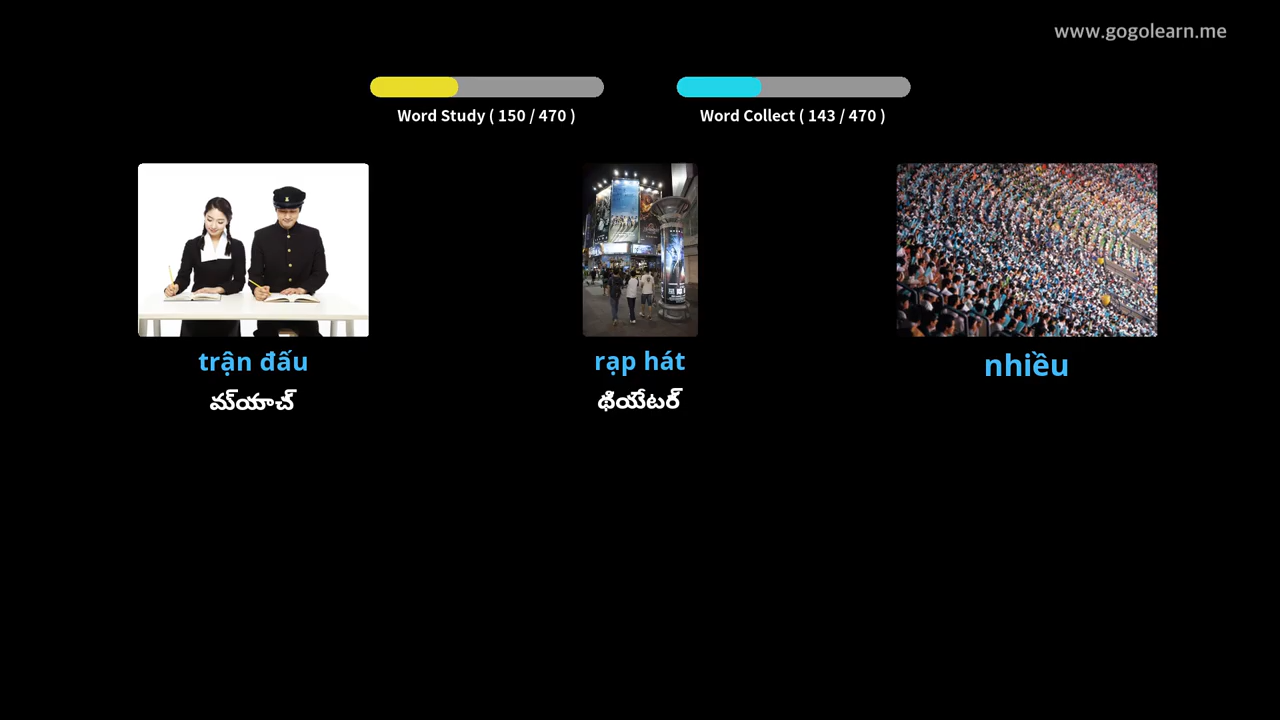 www.gogolearn.me
Word Study ( 150 / 470 )
Word Collect ( 143 / 470 )
trận đấu
rạp hát
nhiều
మ్యాచ్
థియేటర్